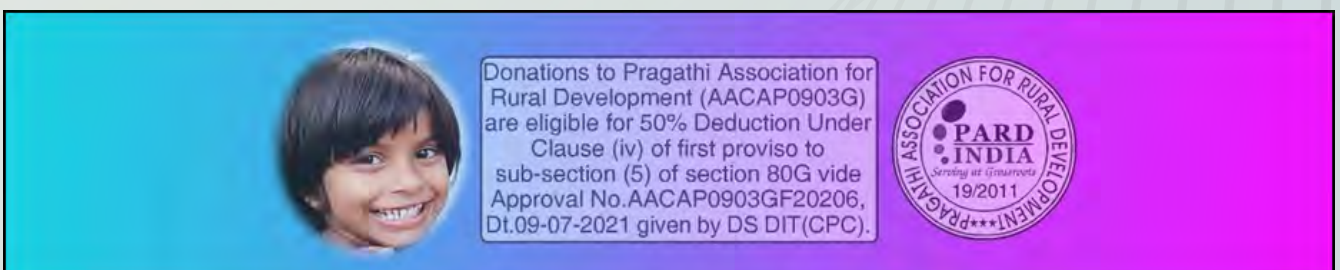 Donations to Pragathi Association for
Rural Development (AACAP0903G)
are eligible for 50% Deduction Under
Clause (iv) of first proviso to
sub-section (5) of section 80G vide
Approval No.AACAP0903GF20206,
Dt.09-07-2021 given by DS DIT(CPC).
PRAGATHI ASSOCIATION FOR RURAL DEVELOPMENT***
PARD
INDIA
Serving at Grassroots
19/2011